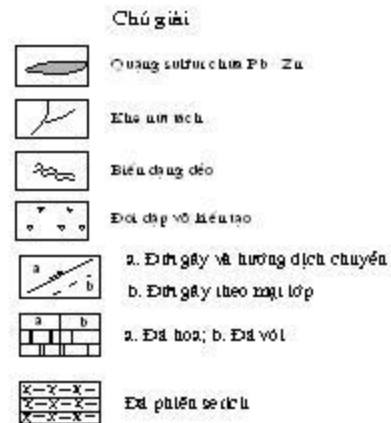 Chú giải
Quặng sulfur chứa Pb - Zn
Khe nứt tách
Biến dạng dẻo
Đới dập vỡ kiến tạo
a
b
a. Đứt gãy và hướng dịch chuyển
b. Đứt gãy theo mặt lớp
a b
a. Đá hoa; b. Đá vôi
Đá phiến sericit